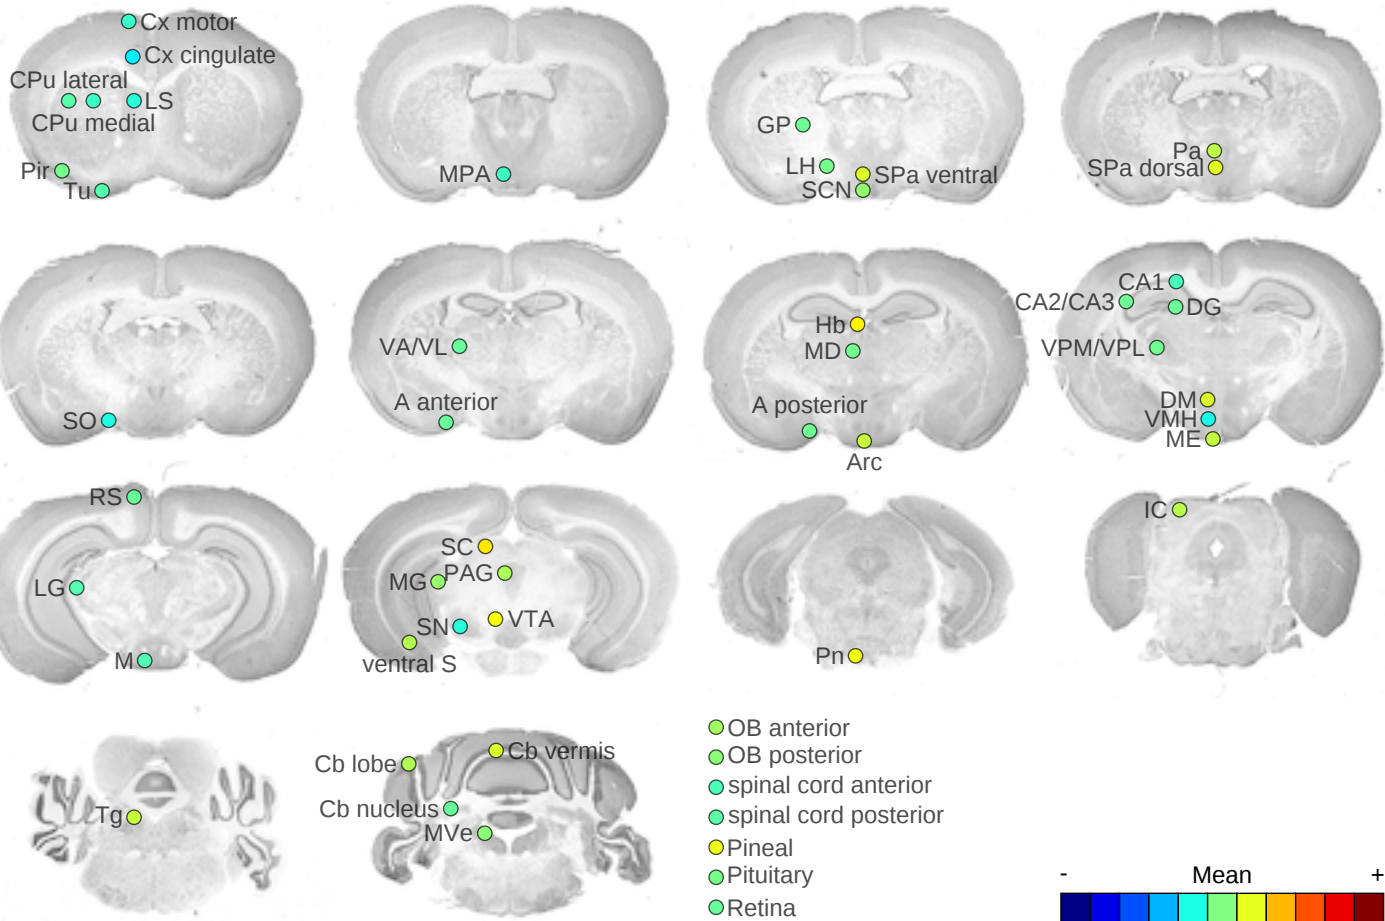 Cx motor
Cx cingulate
CPu lateral
LS
CPu medial
Pir
Tu
MPA
GP
LH
SPa ventral
SCN
Pa
SPa dorsal
SO
VA/VL
A anterior
Hb
MD
A posterior
Arc
CA1
CA2/CA3
DG
VPM/VPL
DM
VMH
ME
RS
LG
M
SC
PAG
MG
VTA
SN
ventral S
Pn
IC
Tg
Cb vermis
Cb lobe
Cb nucleus
MVe
OB anterior
OB posterior
spinal cord anterior
spinal cord posterior
Pineal
Pituitary
Retina
- Mean +